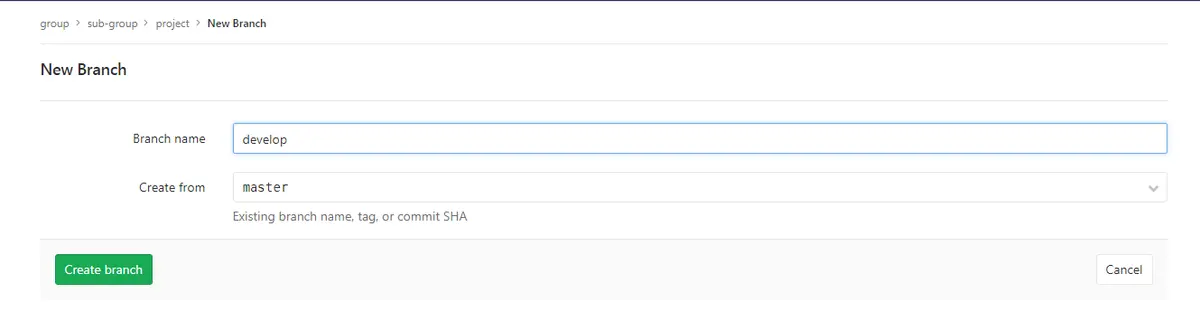 group > sub-group > project > New Branch
New Branch
Branch name develop
Create from master
Existing branch name, tag, or commit SHA
Create branch Cancel